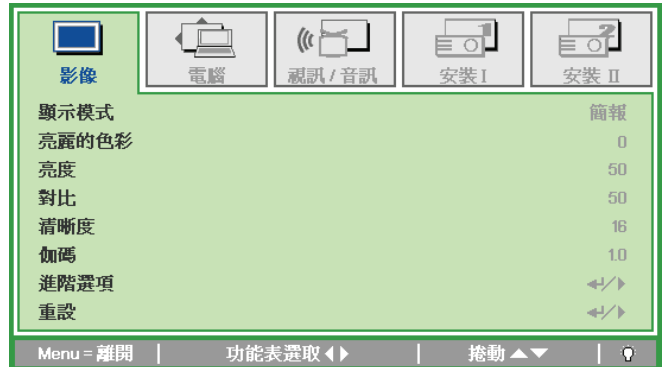 影像 電腦 視訊 / 音訊 安裝 I 安裝 II
顯示模式 簡報
亮麗的色彩 0
亮度 50
對比 50
清晰度 16
伽碼 1.0
進階選項
重設
Menu = 離開 功能表選取 捲動